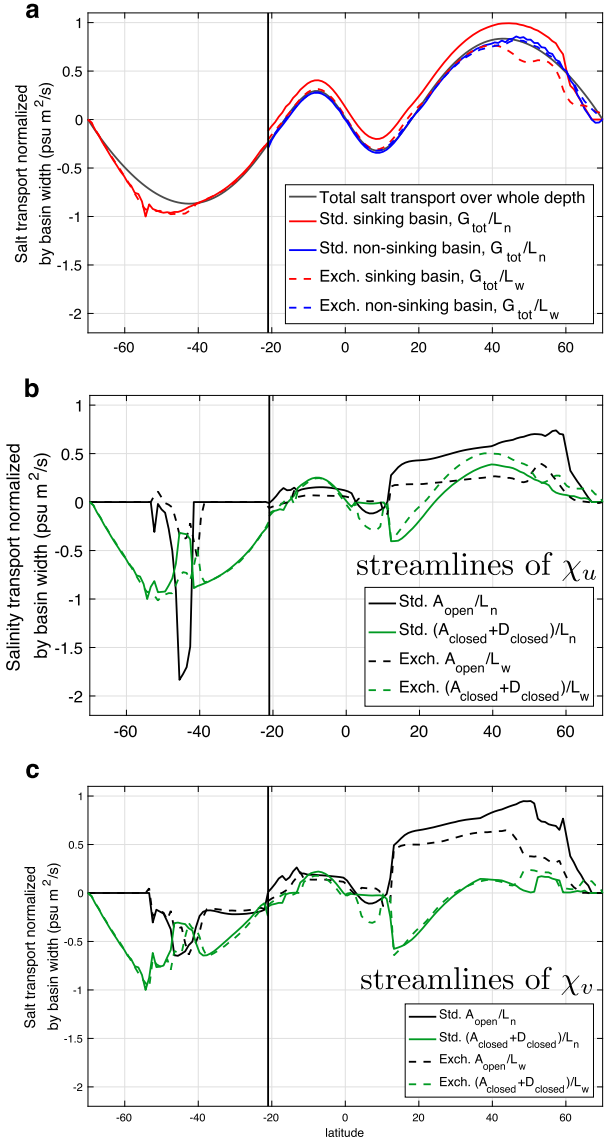 a
Salt transport normalized
by basin width (psu m²/s)
1
0.5
0
-0.5
-1
-1.5
-2
Total salt transport over whole depth
Std. sinking basin, G_tot/L_n
Std. non-sinking basin, G_tot/L_n
Exch. sinking basin, G_tot/L_w
Exch. non-sinking basin, G_tot/L_w
-60 -40 -20 0 20 40 60
b
Salinity transport normalized
by basin width (psu m²/s)
1
0.5
0
-0.5
-1
-1.5
-2
streamlines of χ_u
Std. A_open/L_n
Std. (A_closed+D_closed)/L_n
Exch. A_open/L_w
Exch. (A_closed+D_closed)/L_w
-60 -40 -20 0 20 40 60
c
Salt transport normalized
by basin width (psu m²/s)
1
0.5
0
-0.5
-1
-1.5
-2
streamlines of χ_v
Std. A_open/L_n
Std. (A_closed+D_closed)/L_n
Exch. A_open/L_w
Exch. (A_closed+D_closed)/L_w
-60 -40 -20 0 20 40 60
latitude